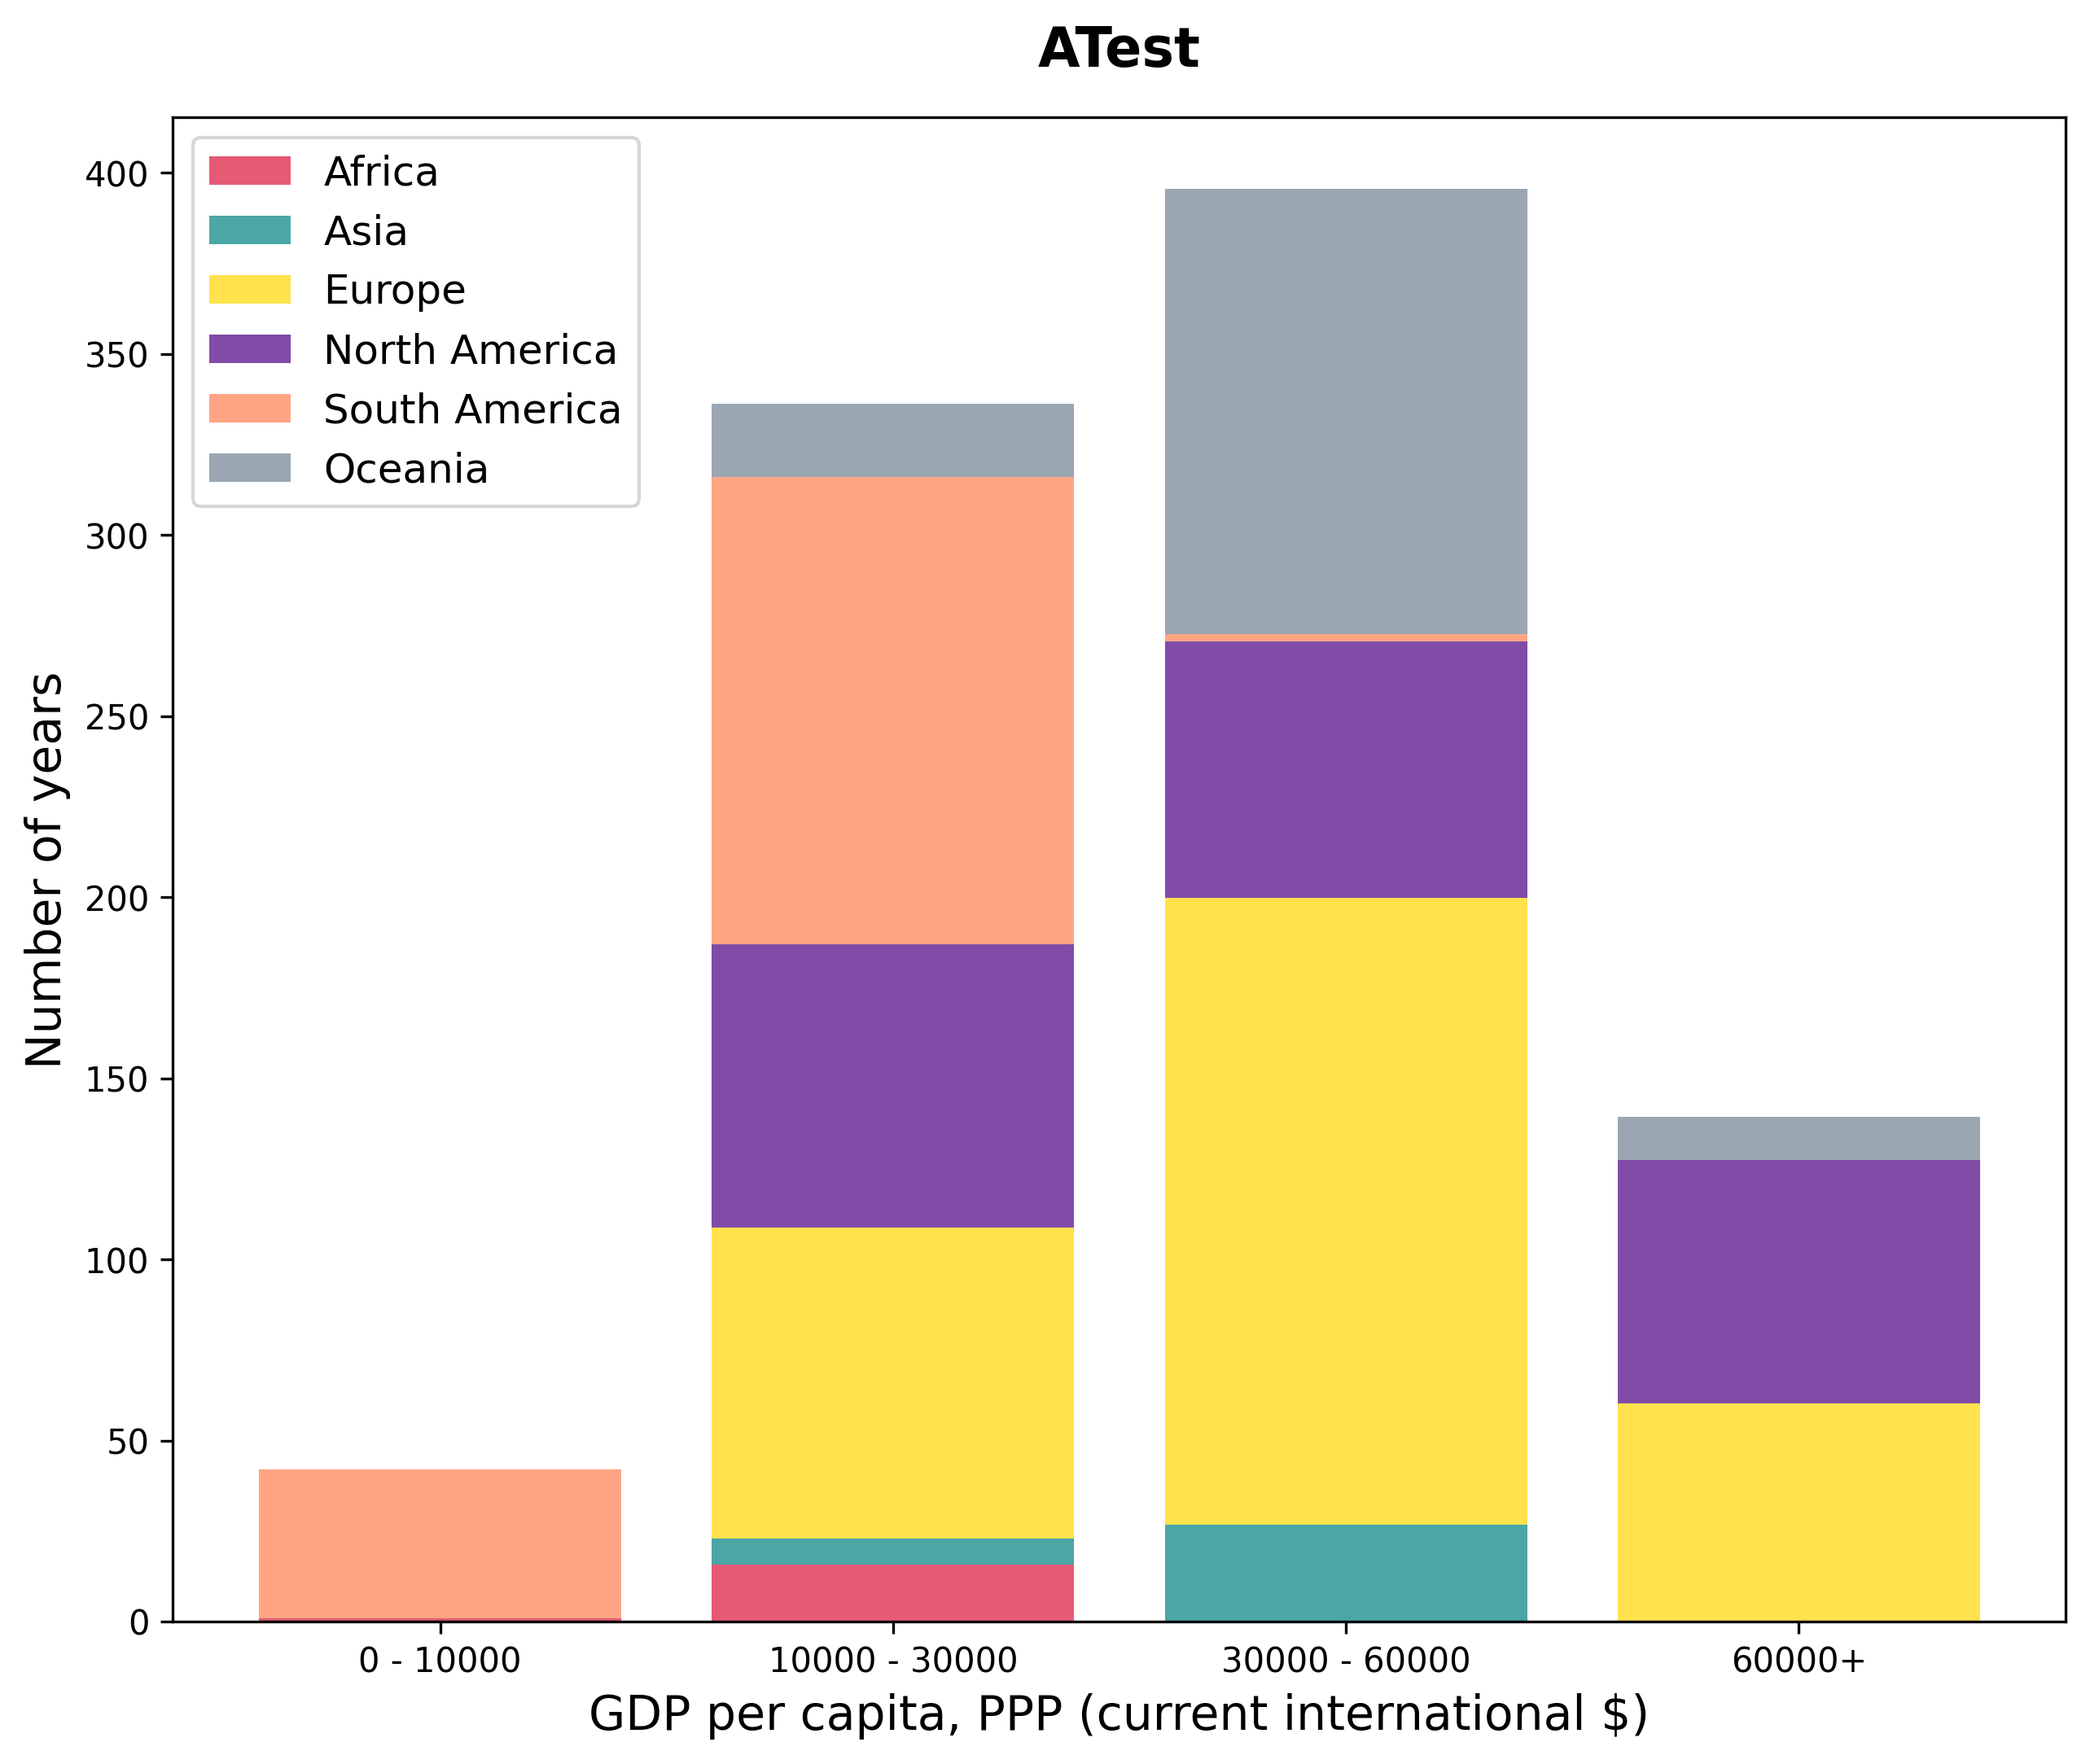 ATest
400
350
300
250
200
150
100
50
0
Number of years
Africa
Asia
Europe
North America
South America
Oceania
0 - 10000
10000 - 30000
30000 - 60000
60000+
GDP per capita, PPP (current international $)